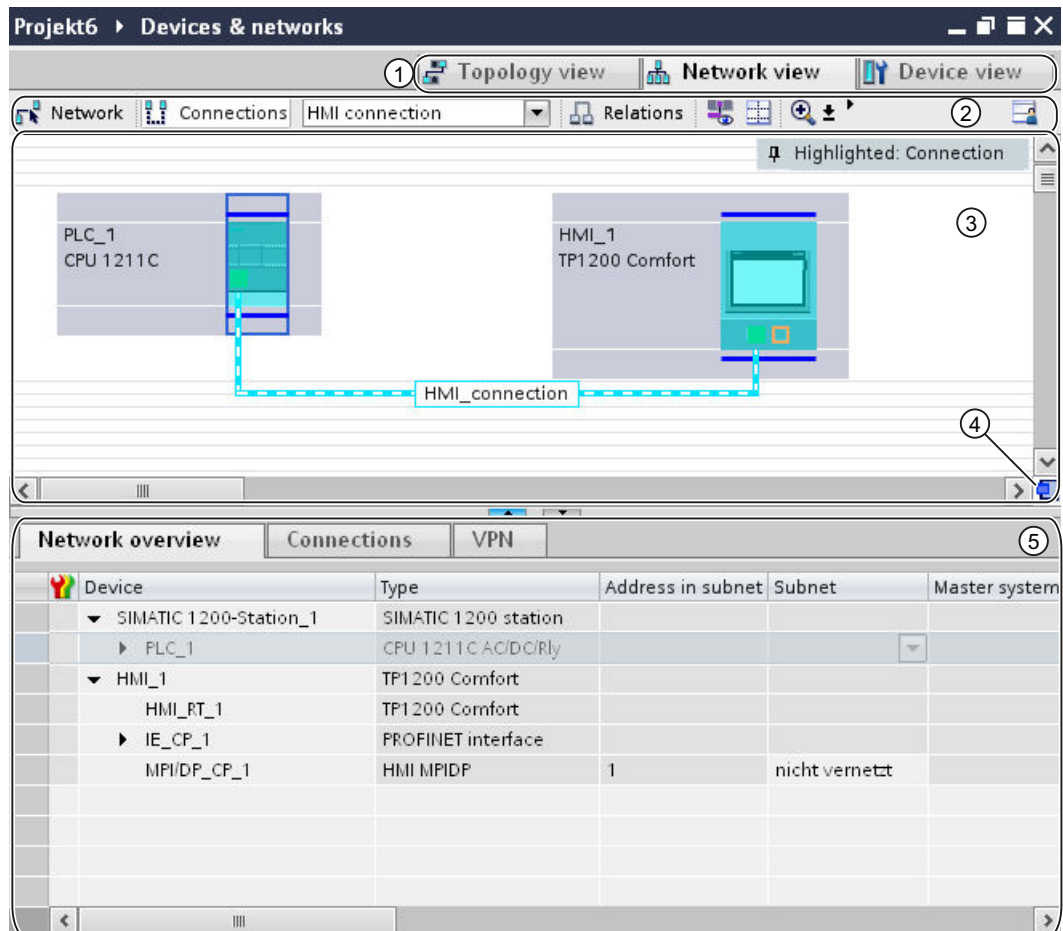 Projekt6 ▸ Devices & networks
① Topology view Network view Device view
Network Connections HMI connection Relations ②
Highlighted: Connection
③
PLC_1
CPU 1211C
HMI_1
TP1200 Comfort
HMI_connection
④
Network overview Connections VPN ⑤
Device Type Address in subnet Subnet Master system
SIMATIC 1200-Station_1 SIMATIC 1200 station
PLC_1 CPU 1211C AC/DC/Rly
HMI_1 TP1200 Comfort
HMI_RT_1 TP1200 Comfort
IE_CP_1 PROFINET interface
MPI/DP_CP_1 HMI MPIDP 1 nicht vernetzt